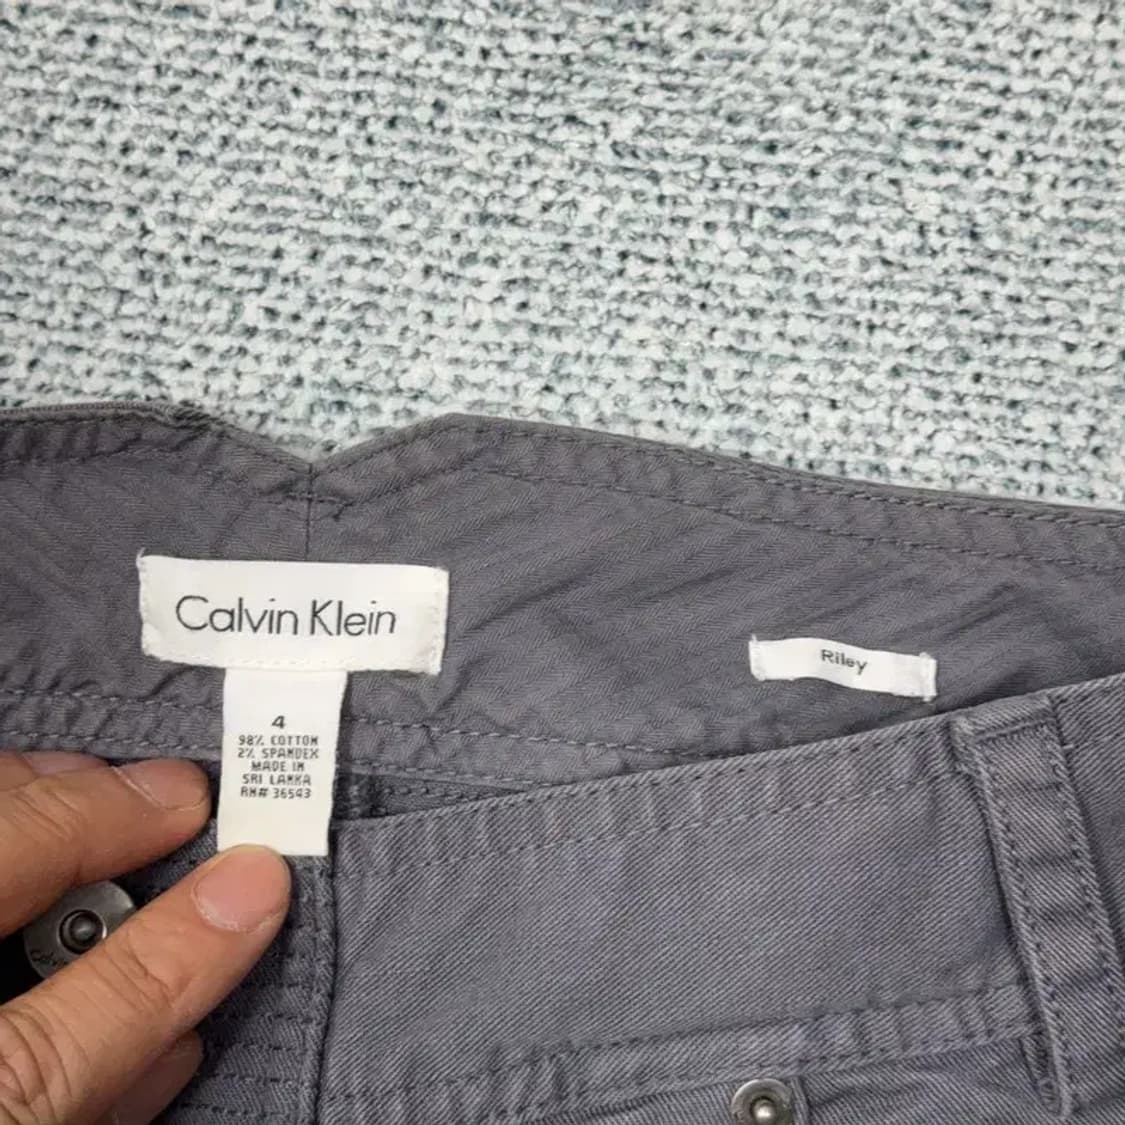 Calvin Klein
Riley
4
98% COTTON
2% SPANDEX
MADE IN
SRI LANKA
RN# 36543